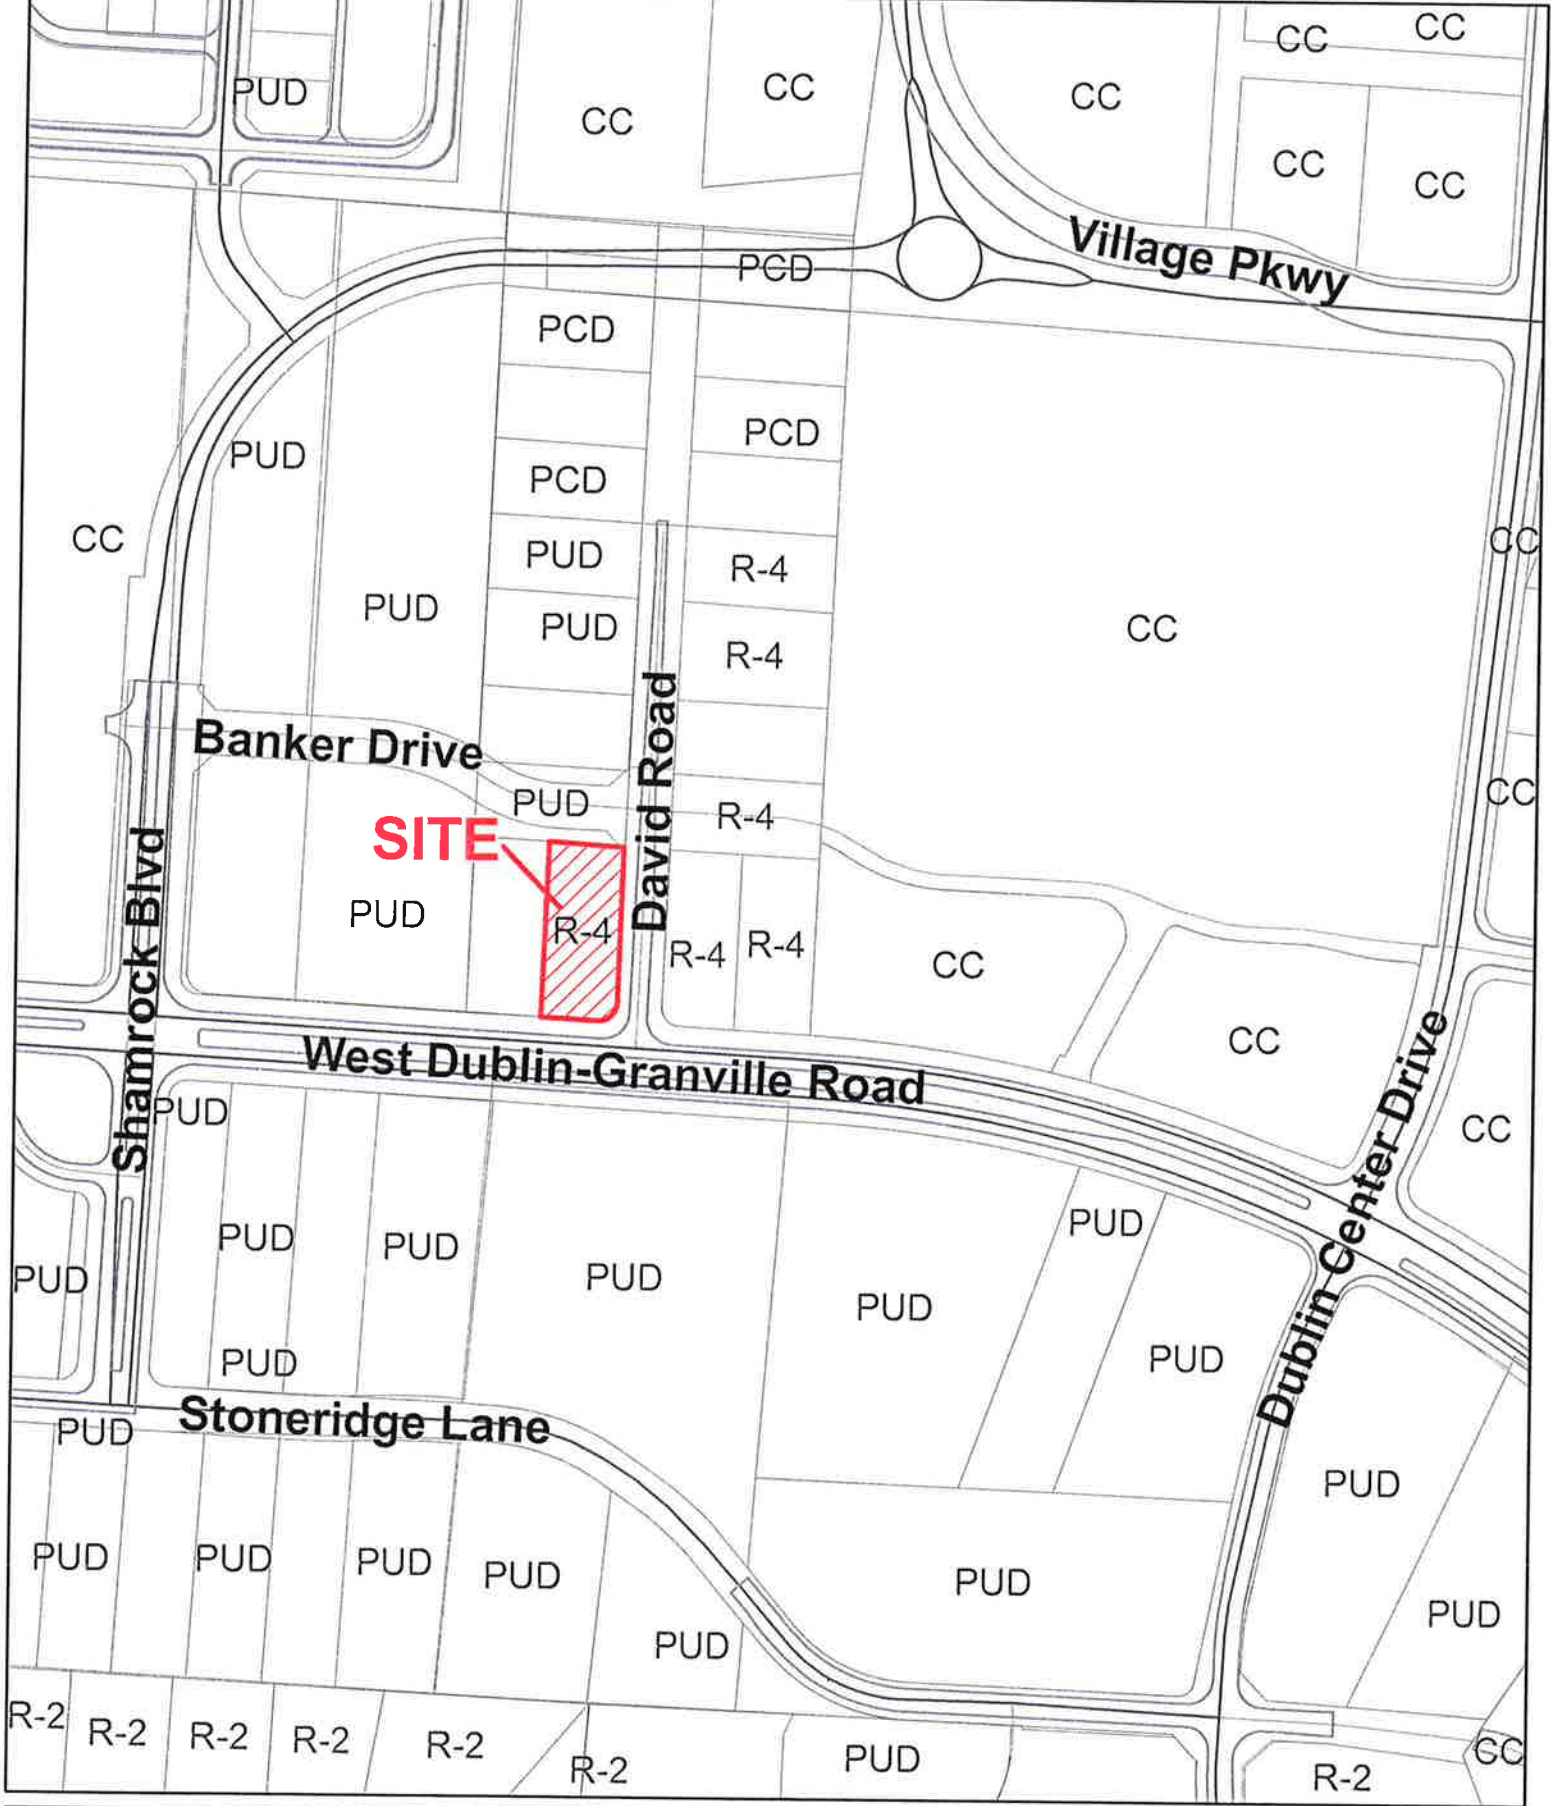 CC
CC
PUD
CC
CC
CC
CC
CC
Village Pkwy
PCD
PCD
PCD
PUD
PCD
CC
CC
PUD
R-4
PUD
PUD
CC
R-4
David Road
Banker Drive
CC
PUD
R-4
SITE
Shamrock Blvd
PUD
R-4
R-4
R-4
CC
CC
West Dublin-Granville Road
Dublin Center Drive
PUD
CC
PUD
PUD
PUD
PUD
PUD
PUD
PUD
PUD
PUD
Stoneridge Lane
PUD
PUD
PUD
PUD
PUD
PUD
PUD
PUD
PUD
R-2
R-2
R-2
R-2
R-2
R-2
PUD
CC
R-2